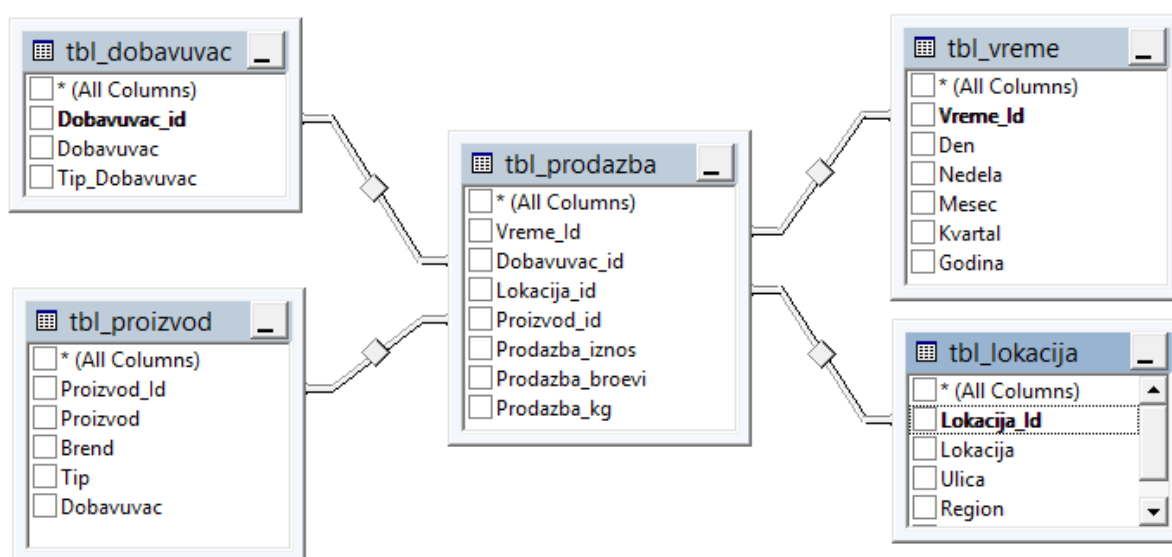 tbl_dobavuvac
* (All Columns)
Dobavuvac_id
Dobavuvac
Tip_Dobavuvac
tbl_proizvod
* (All Columns)
Proizvod_Id
Proizvod
Brend
Tip
Dobavuvac
tbl_prodazba
* (All Columns)
Vreme_Id
Dobavuvac_id
Lokacija_id
Proizvod_id
Prodazba_iznos
Prodazba_broevi
Prodazba_kg
tbl_vreme
* (All Columns)
Vreme_Id
Den
Nedela
Mesec
Kvartal
Godina
tbl_lokacija
* (All Columns)
Lokacija_Id
Lokacija
Ulica
Region